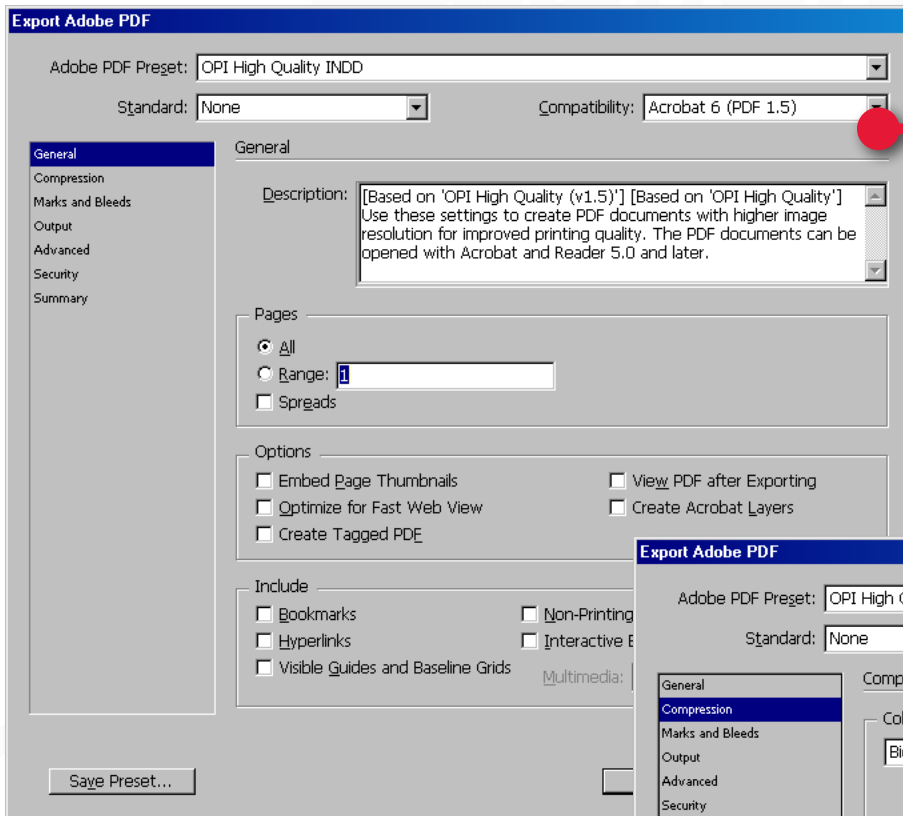 Export Adobe PDF
Adobe PDF Preset: OPI High Quality INDD
Standard: None Compatibility: Acrobat 6 (PDF 1.5)
General
Compression
Marks and Bleeds
Output
Advanced
Security
Summary
General
Description: [Based on 'OPI High Quality (v1.5)'] [Based on 'OPI High Quality']
Use these settings to create PDF documents with higher image
resolution for improved printing quality. The PDF documents can be
opened with Acrobat and Reader 5.0 and later.
Pages
All
Range: 1
Spreads
Options
Embed Page Thumbnails
Optimize for Fast Web View
Create Tagged PDF
View PDF after Exporting
Create Acrobat Layers
Include
Bookmarks
Hyperlinks
Visible Guides and Baseline Grids
Non-Printing
Interactive
Multimedia:
Save Preset...
Export Adobe PDF
Adobe PDF Preset: OPI High
Standard: None
General
Compression
Marks and Bleeds
Output
Advanced
Security